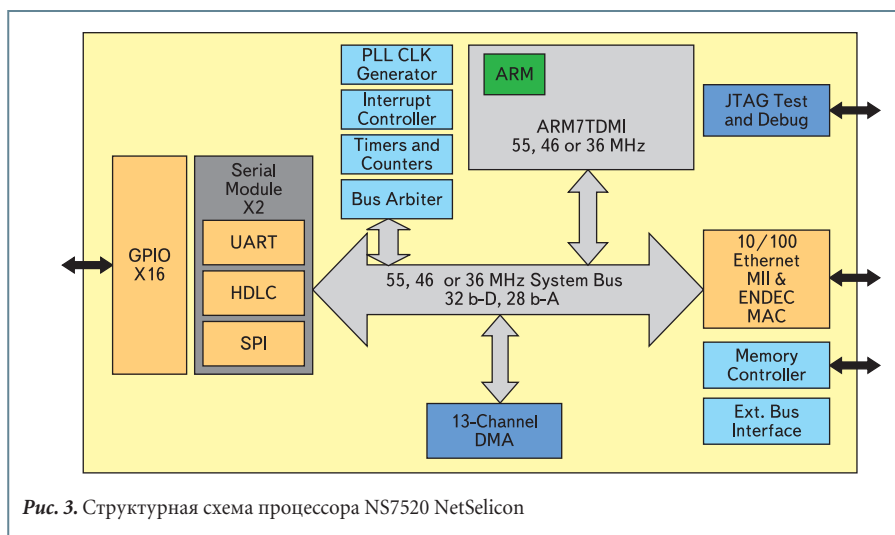 PLL CLK
Generator
Interrupt
Controller
Timers and
Counters
Bus Arbiter
ARM
ARM7TDMI
55, 46 or 36 MHz
JTAG Test
and Debug
GPIO
X16
Serial
Module
X2
UART
HDLC
SPI
55, 46 or 36 MHz System Bus
32 b-D, 28 b-A
10/100
Ethernet
MII &
ENDEC
MAC
Memory
Controller
Ext. Bus
Interface
13-Channel
DMA
Рис. 3. Структурная схема процессора NS7520 NetSelicon